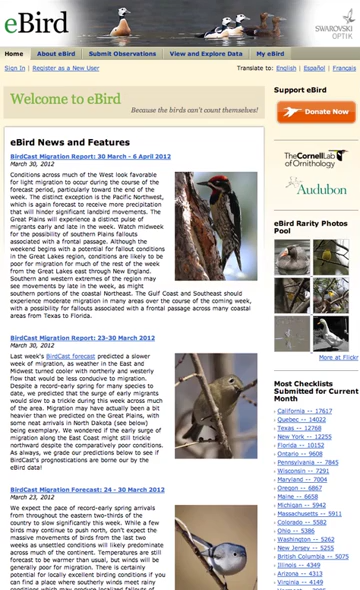 eBird
SWAROVSKI
OPTIK
Home About eBird Submit Observations View and Explore Data My eBird
Sign In | Register as a New User
Translate to: English | Español | Français
Welcome to eBird
Because the birds can't count themselves!
eBird News and Features
BirdCast Migration Report: 30 March - 6 April 2012
March 30, 2012
Conditions across much of the West look favorable
for light migration to occur during the course of the
forecast period, particularly toward the end of the
week. The distinct exception is the Pacific Northwest,
which is again forecast to receive more precipitation
that will hinder significant landbird movements. The
Great Plains will experience a distinct pulse of
migrants early and late in the week. Watch midweek
for the possibility of southern Plains fallouts
associated with a frontal passage. Although the
weekend begins with a potential for fallout conditions
in the Great Lakes region, conditions are likely to be
poor for migration for much of the rest of the week
from the Great Lakes east through New England.
Southern and western extremes of the region may
see movements by late in the week, as might
southern portions of the coastal Northeast. The Gulf Coast and Southeast should
experience moderate migration in many areas over the course of the coming week,
with a possibility for fallouts associated with a frontal passage across many coastal
areas from Texas to Florida.
BirdCast Migration Report: 23-30 March 2012
March 30, 2012
Last week's BirdCast forecast predicted a slower
week of migration, as weather in the East and
Midwest turned cooler with northerly and westerly
flow that would be less conducive to migration.
Despite a record-early spring for many species to
date, we predicted that the surge of early migrants
would slow to a trickle during this week across much
of the area. Migration may have actually been a bit
heavier than we predicted on the Great Plains, with
some neat arrivals in North Dakota (see below)
being exemplary. We wondered if the early surge of
migration along the East Coast might still trickle
northward despite the comparatively poor conditions.
As always, we grade our predictions below to see if
BirdCast's prognostications are borne our by the
eBird data!
BirdCast Migration Forecast: 24 - 30 March 2012
March 23, 2012
We expect the pace of record-early spring arrivals
from throughout the eastern two-thirds of the
country to slow significantly this week. While a few
birds may continue to push north, don't expect the
massive movements of birds from the last two
weeks as unsettled conditions will likely predominate
across much of the continent. Temperatures are still
forecast to be warmer than usual, but winds will be
generally poor for migration. There is certainly
potential for locally excellent birding conditions if you
can find a place where southerly winds meet rainy
conditions which may produce localized fallouts of
Support eBird
Donate Now
TheCornellLab
of Ornithology
Audubon
eBird Rarity Photos
Pool
More at Flickr
Most Checklists
Submitted for Current
Month
California -- 17617
Quebec -- 14022
Texas -- 12768
New York -- 12255
Florida -- 10152
Ontario -- 9608
Pennsylvania -- 7845
Wisconsin -- 7291
Maryland -- 7004
Oregon -- 6867
Maine -- 6658
Michigan -- 5942
Massachusetts -- 5911
Colorado -- 5582
Ohio -- 5386
Washington -- 5262
New Jersey -- 5255
Illinois -- 4349
Arizona -- 4313
Virginia -- 4149